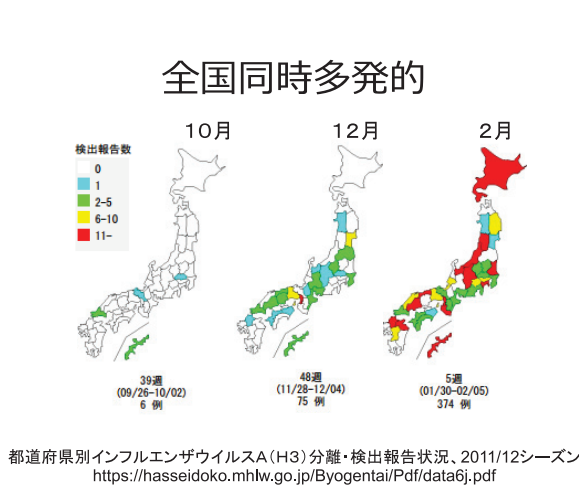 全国同時多発的
10月
12月
2月
検出報告数
0
1
2-5
6-10
11-
39週
(09/26-10/02)
6 例
48週
(11/28-12/04)
75 例
5週
(01/30-02/05)
374 例
都道府県別インフルエンザウイルスA(H3)分離・検出報告状況、2011/12シーズン
https://hasseidoko.mhlw.go.jp/Byogentai/Pdf/data6j.pdf